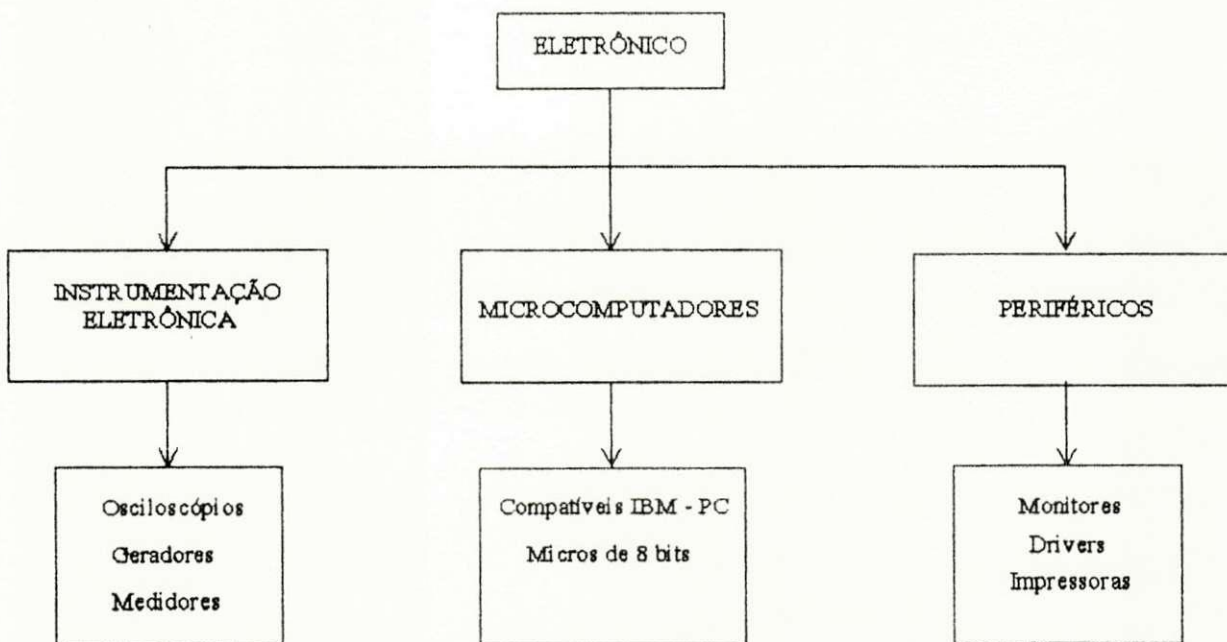 ELETRÔNICO
INSTRUMENTAÇÃO
ELETRÔNICA
MICROCOMPUTADORES
PERIFÉRICOS
Osciloscópios
Geradores
Medidores
Compatíveis IBM - PC
Micros de 8 bits
Monitores
Drivers
Impressoras